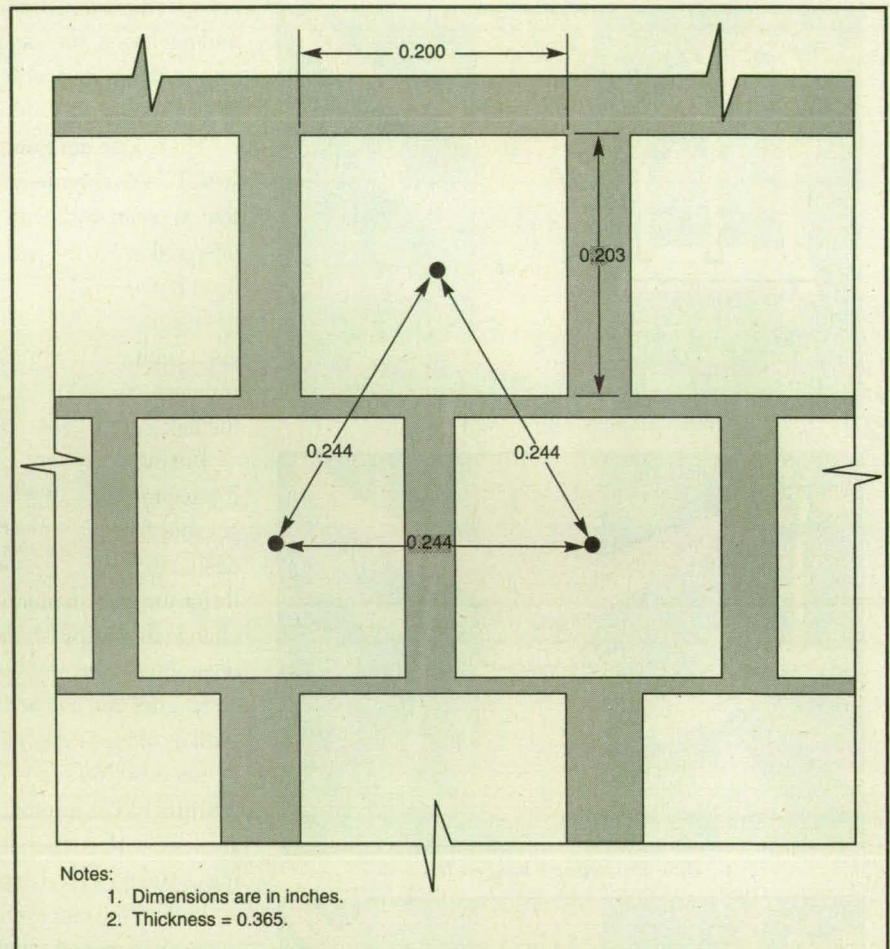 0.200
0.203
0.244
0.244
0.244
Notes:
1. Dimensions are in inches.
2. Thickness = 0.365.